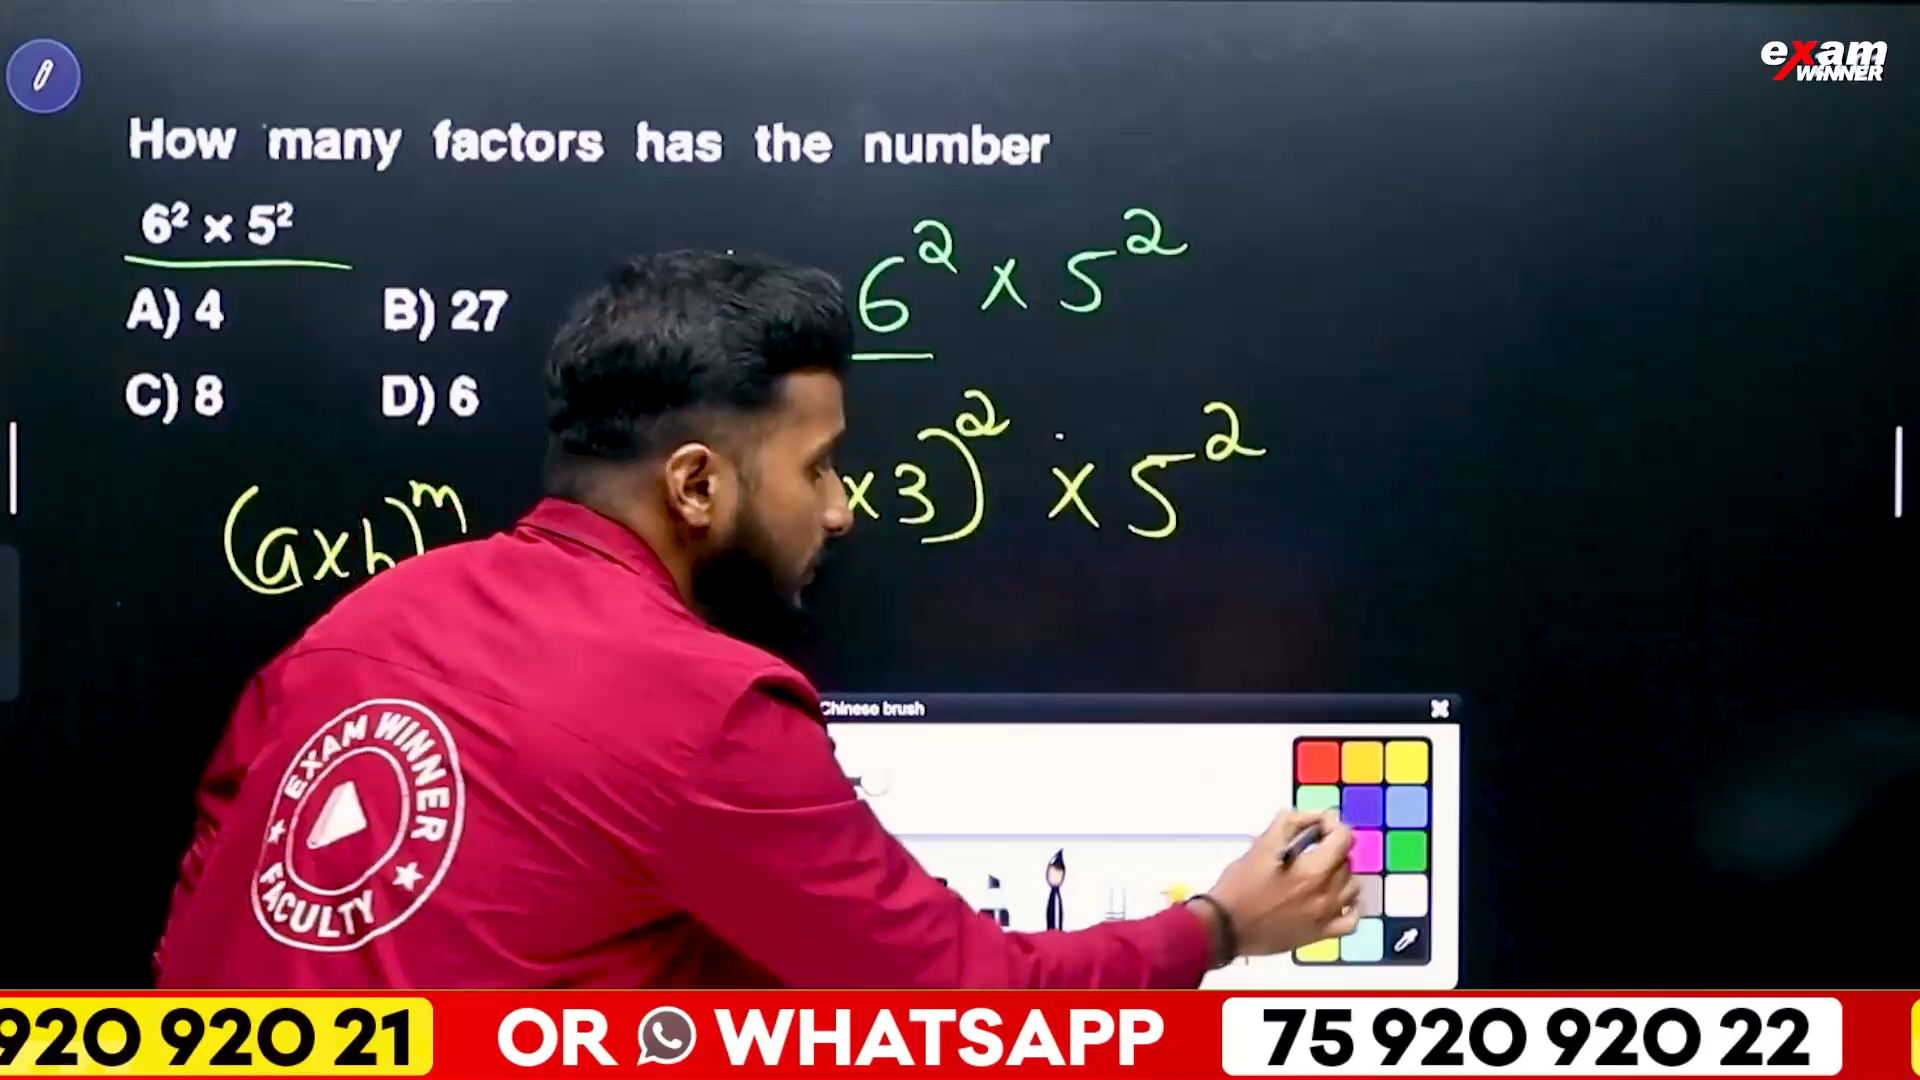 exam
WINNER
How many factors has the number
6² × 5²
A) 4 B) 27
C) 8 D) 6
6² × 5²
× 3)² × 5²
(a×b)ᵐ
Chinese brush
EXAM WINNER
FACULTY
920 920 21 OR WHATSAPP 75 920 920 22